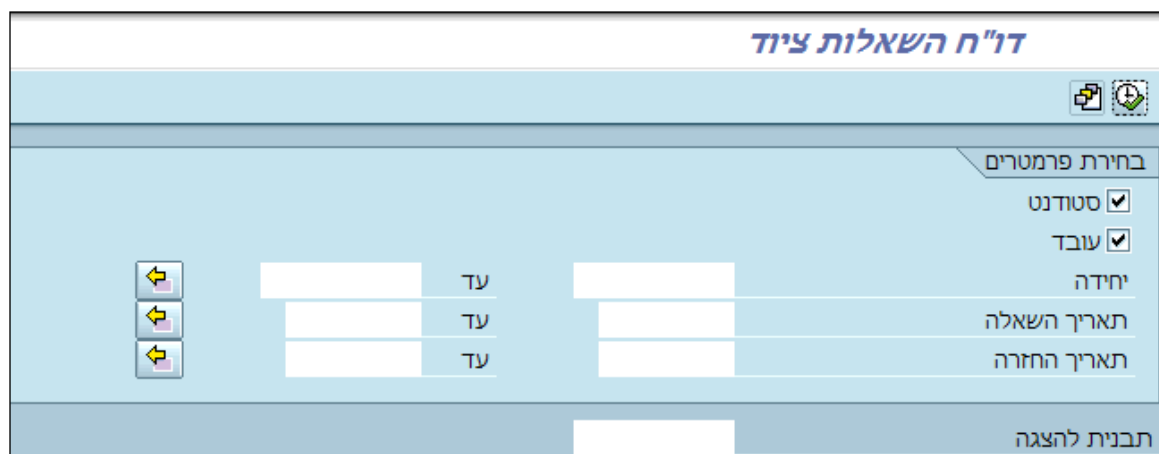 דו"ח השאלות ציוד
בחירת פרמטרים
סטודנט
עובד
יחידה עד
תאריך השאלה עד
תאריך החזרה עד
תבנית להצגה